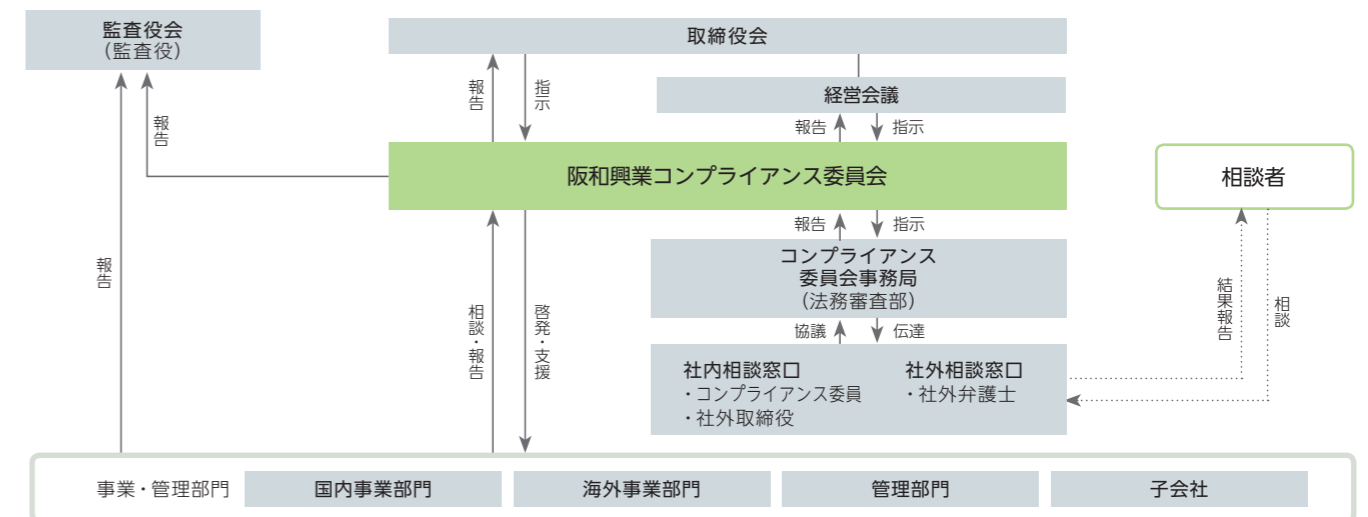 監査役会
（監査役）
取締役会
報告
指示
経営会議
報告
報告
指示
阪和興業コンプライアンス委員会
相談者
報告
指示
コンプライアンス
委員会事務局
（法務審査部）
報告
相談・報告
啓発・支援
結果報告
相談
協議
伝達
社内相談窓口
・コンプライアンス委員
・社外取締役
社外相談窓口
・社外弁護士
事業・管理部門
国内事業部門
海外事業部門
管理部門
子会社